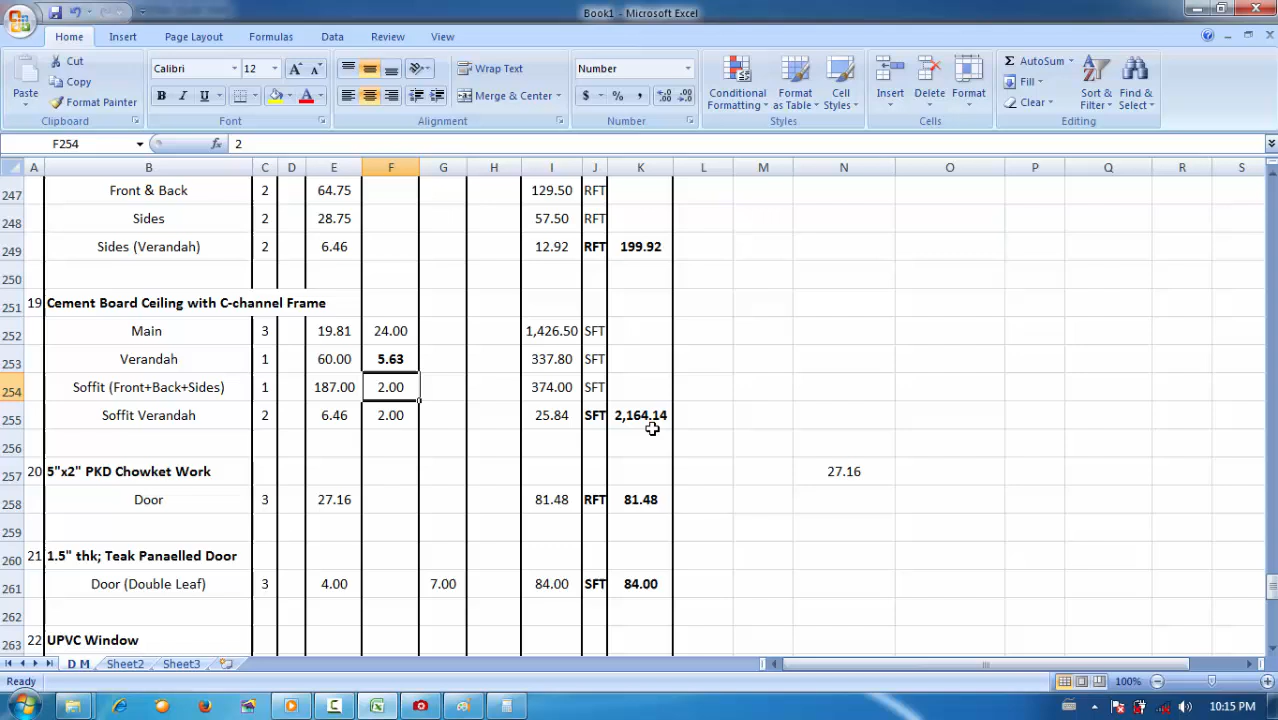 Book1 - Microsoft Excel
Home Insert Page Layout Formulas Data Review View
Paste Cut Copy Format Painter Clipboard
Calibri 12 B I U A A A Font
Wrap Text Merge & Center Alignment
Number $ % , Number
Conditional Formatting Format as Table Cell Styles Styles
Insert Delete Format Cells
Σ AutoSum Fill Clear Sort & Filter Find & Select Editing
F254 fx 2
A B C D E F G H I J K L M N O P Q R S
247 Front & Back 2 64.75 129.50 RFT
248 Sides 2 28.75 57.50 RFT
249 Sides (Verandah) 2 6.46 12.92 RFT 199.92
250
251 19 Cement Board Ceiling with C-channel Frame
252 Main 3 19.81 24.00 1,426.50 SFT
253 Verandah 1 60.00 5.63 337.80 SFT
254 Soffit (Front+Back+Sides) 1 187.00 2.00 374.00 SFT
255 Soffit Verandah 2 6.46 2.00 25.84 SFT 2,164.14
256
257 20 5"x2" PKD Chowket Work 27.16
258 Door 3 27.16 81.48 RFT 81.48
259
260 21 1.5" thk; Teak Panaelled Door
261 Door (Double Leaf) 3 4.00 7.00 84.00 SFT 84.00
262
263 22 UPVC Window
D M Sheet2 Sheet3
Ready 100%
10:15 PM